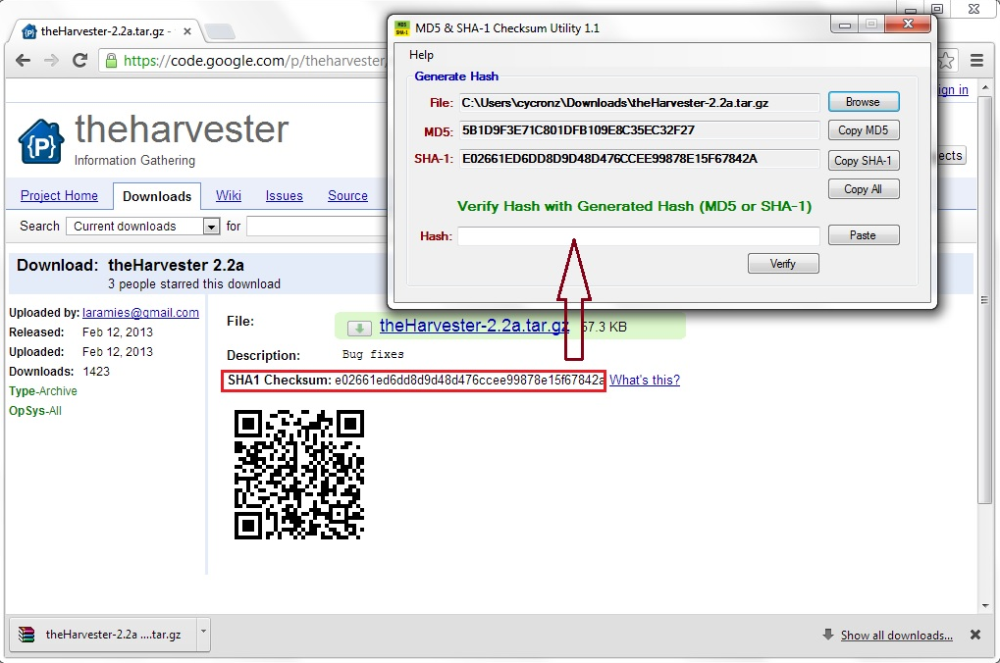 theHarvester-2.2a.tar.gz -
https://code.google.com/p/theharvester/
sign in
theharvester
Information Gathering
Project Home
Downloads
Wiki
Issues
Source
Search
Current downloads
for
Download: theHarvester 2.2a
3 people starred this download
Uploaded by: laramies@gmail.com
Released: Feb 12, 2013
Uploaded: Feb 12, 2013
Downloads: 1423
Type-Archive
OpSys-All
File: theHarvester-2.2a.tar.gz 57.3 KB
Description: Bug fixes
SHA1 Checksum: e02661ed6dd8d9d48d476ccee99878e15f67842a What's this?
MD5 & SHA-1 Checksum Utility 1.1
Help
Generate Hash
File: C:\Users\cycronz\Downloads\theHarvester-2.2a.tar.gz Browse
MD5: 5B1D9F3E71C801DFB109E8C35EC32F27 Copy MD5
SHA-1: E02661ED6DD8D9D48D476CCEE99878E15F67842A Copy SHA-1
Copy All
Verify Hash with Generated Hash (MD5 or SHA-1)
Hash: Paste
Verify
theHarvester-2.2a ....tar.gz
Show all downloads...